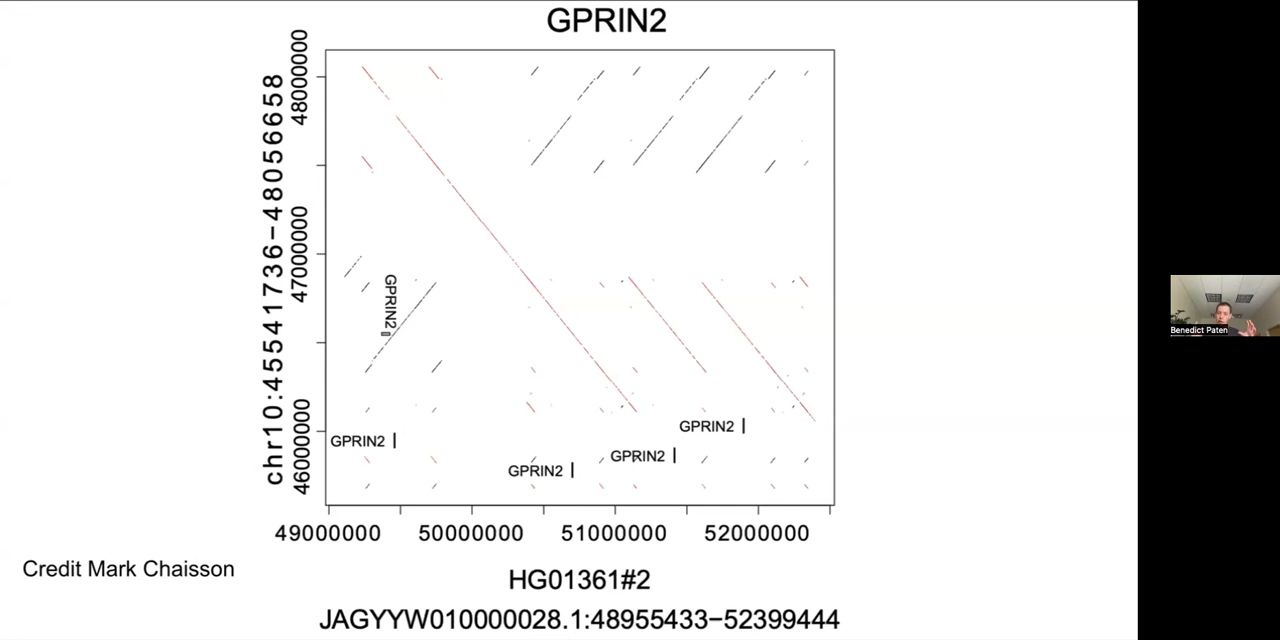 GPRIN2
chr10:45541736-48056658
48000000
47000000
46000000
GPRIN2
GPRIN2
GPRIN2
GPRIN2
GPRIN2
49000000
50000000
51000000
52000000
HG01361#2
JAGYYW010000028.1:48955433-52399444
Credit Mark Chaisson
Benedict Paten